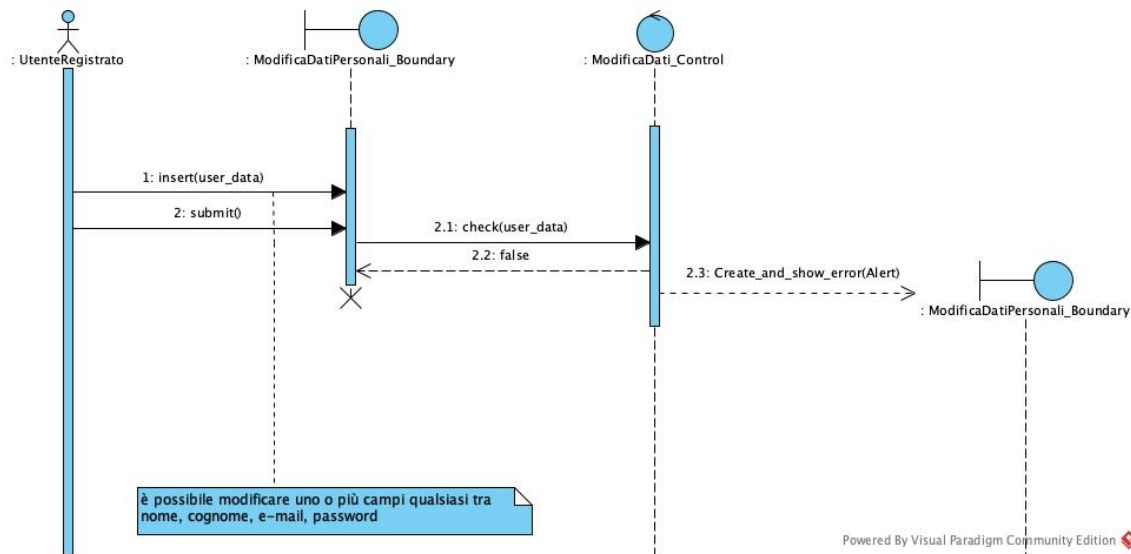 : UtenteRegistrato
: ModificaDatiPersonali_Boundary
: ModificaDati_Control
1: insert(user_data)
2: submit()
2.1: check(user_data)
2.2: false
2.3: Create_and_show_error(Alert)
: ModificaDatiPersonali_Boundary
è possibile modificare uno o più campi qualsiasi tra
nome, cognome, e-mail, password
Powered By Visual Paradigm Community Edition